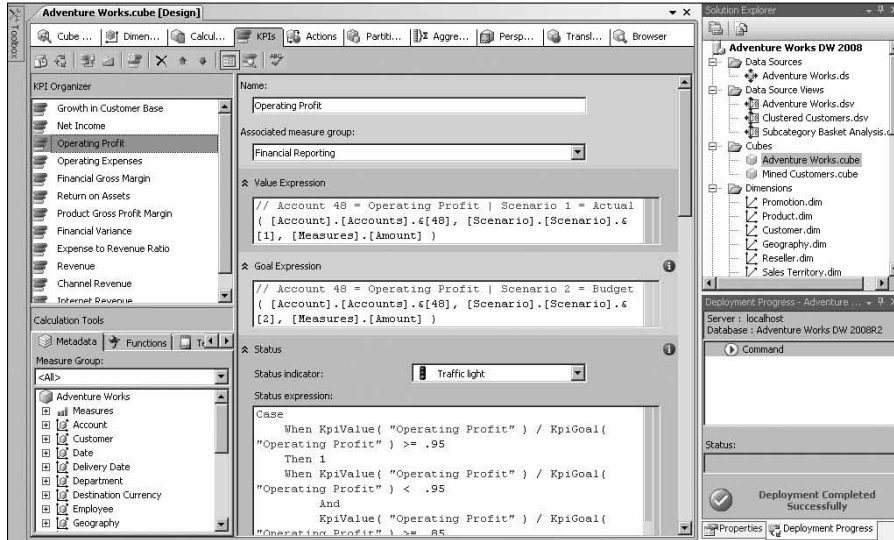 Adventure Works.cube [Design]
Toolbox
Cube ... Dimen... Calcul... KPIs Actions Partiti... Aggre... Persp... Transl... Browser
KPI Organizer
Growth in Customer Base
Net Income
Operating Profit
Operating Expenses
Financial Gross Margin
Return on Assets
Product Gross Profit Margin
Financial Variance
Expense to Revenue Ratio
Revenue
Channel Revenue
Internet Revenue
Calculation Tools
Metadata Functions
Measure Group:
<All>
Adventure Works
Measures
Account
Customer
Date
Delivery Date
Department
Destination Currency
Employee
Geography
Name:
Operating Profit
Associated measure group:
Financial Reporting
Value Expression
// Account 48 = Operating Profit | Scenario 1 = Actual
( [Account].[Accounts].&[48], [Scenario].[Scenario].&
[1], [Measures].[Amount] )
Goal Expression
// Account 48 = Operating Profit | Scenario 2 = Budget
( [Account].[Accounts].&[48], [Scenario].[Scenario].&
[2], [Measures].[Amount] )
Status
Status indicator: Traffic light
Status expression:
Case
When KpiValue( "Operating Profit" ) / KpiGoal(
"Operating Profit" ) >= .95
Then 1
When KpiValue( "Operating Profit" ) / KpiGoal(
"Operating Profit" ) < .95
And
KpiValue( "Operating Profit" ) / KpiGoal(
"Operating Profit" ) >= .85
Solution Explorer
Adventure Works DW 2008
Data Sources
Adventure Works.ds
Data Source Views
Adventure Works.dsv
Clustered Customers.dsv
Subcategory Basket Analysis.
Cubes
Adventure Works.cube
Mined Customers.cube
Dimensions
Promotion.dim
Product.dim
Customer.dim
Geography.dim
Reseller.dim
Sales Territory.dim
Deployment Progress - Adventure ...
Server : localhost
Database : Adventure Works DW 2008R2
Command
Status:
Deployment Completed
Successfully
Properties Deployment Progress